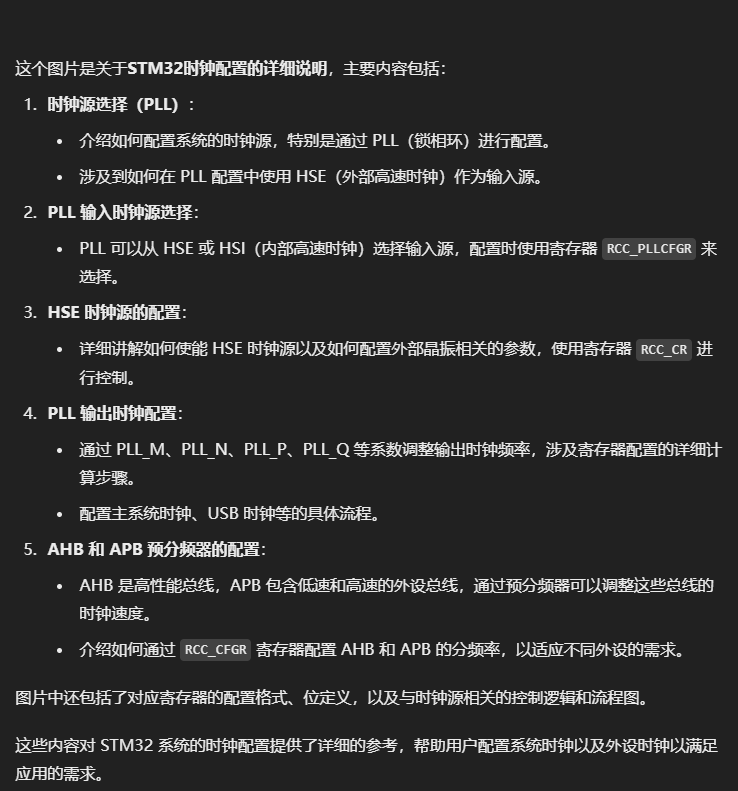 这个图片是关于STM32时钟配置的详细说明，主要内容包括：
1. 时钟源选择（PLL）：
• 介绍如何配置系统的时钟源，特别是通过 PLL（锁相环）进行配置。
• 涉及到如何在 PLL 配置中使用 HSE（外部高速时钟）作为输入源。
2. PLL 输入时钟源选择：
• PLL 可以从 HSE 或 HSI（内部高速时钟）选择输入源，配置时使用寄存器 RCC_PLLCFGR 来
选择。
3. HSE 时钟源的配置：
• 详细讲解如何使能 HSE 时钟源以及如何配置外部晶振相关的参数，使用寄存器 RCC_CR 进
行控制。
4. PLL 输出时钟配置：
• 通过 PLL_M、PLL_N、PLL_P、PLL_Q 等系数调整输出时钟频率，涉及寄存器配置的详细计
算步骤。
• 配置主系统时钟、USB 时钟等的具体流程。
5. AHB 和 APB 预分频器的配置：
• AHB 是高性能总线，APB 包含低速和高速的外设总线，通过预分频器可以调整这些总线的
时钟速度。
• 介绍如何通过 RCC_CFGR 寄存器配置 AHB 和 APB 的分频率，以适应不同外设的需求。
图片中还包括了对应寄存器的配置格式、位定义，以及与时钟源相关的控制逻辑和流程图。
这些内容对 STM32 系统的时钟配置提供了详细的参考，帮助用户配置系统时钟以及外设时钟以满足
应用的需求。